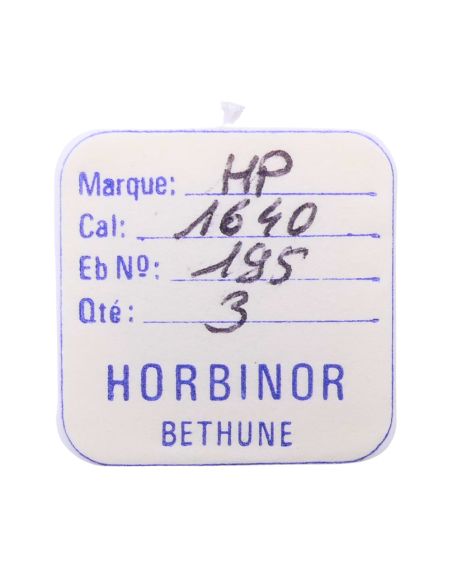 Marque: HP
Cal: 1640
Eb Nº: 195
Qté: 3
HORBINOR
BETHUNE